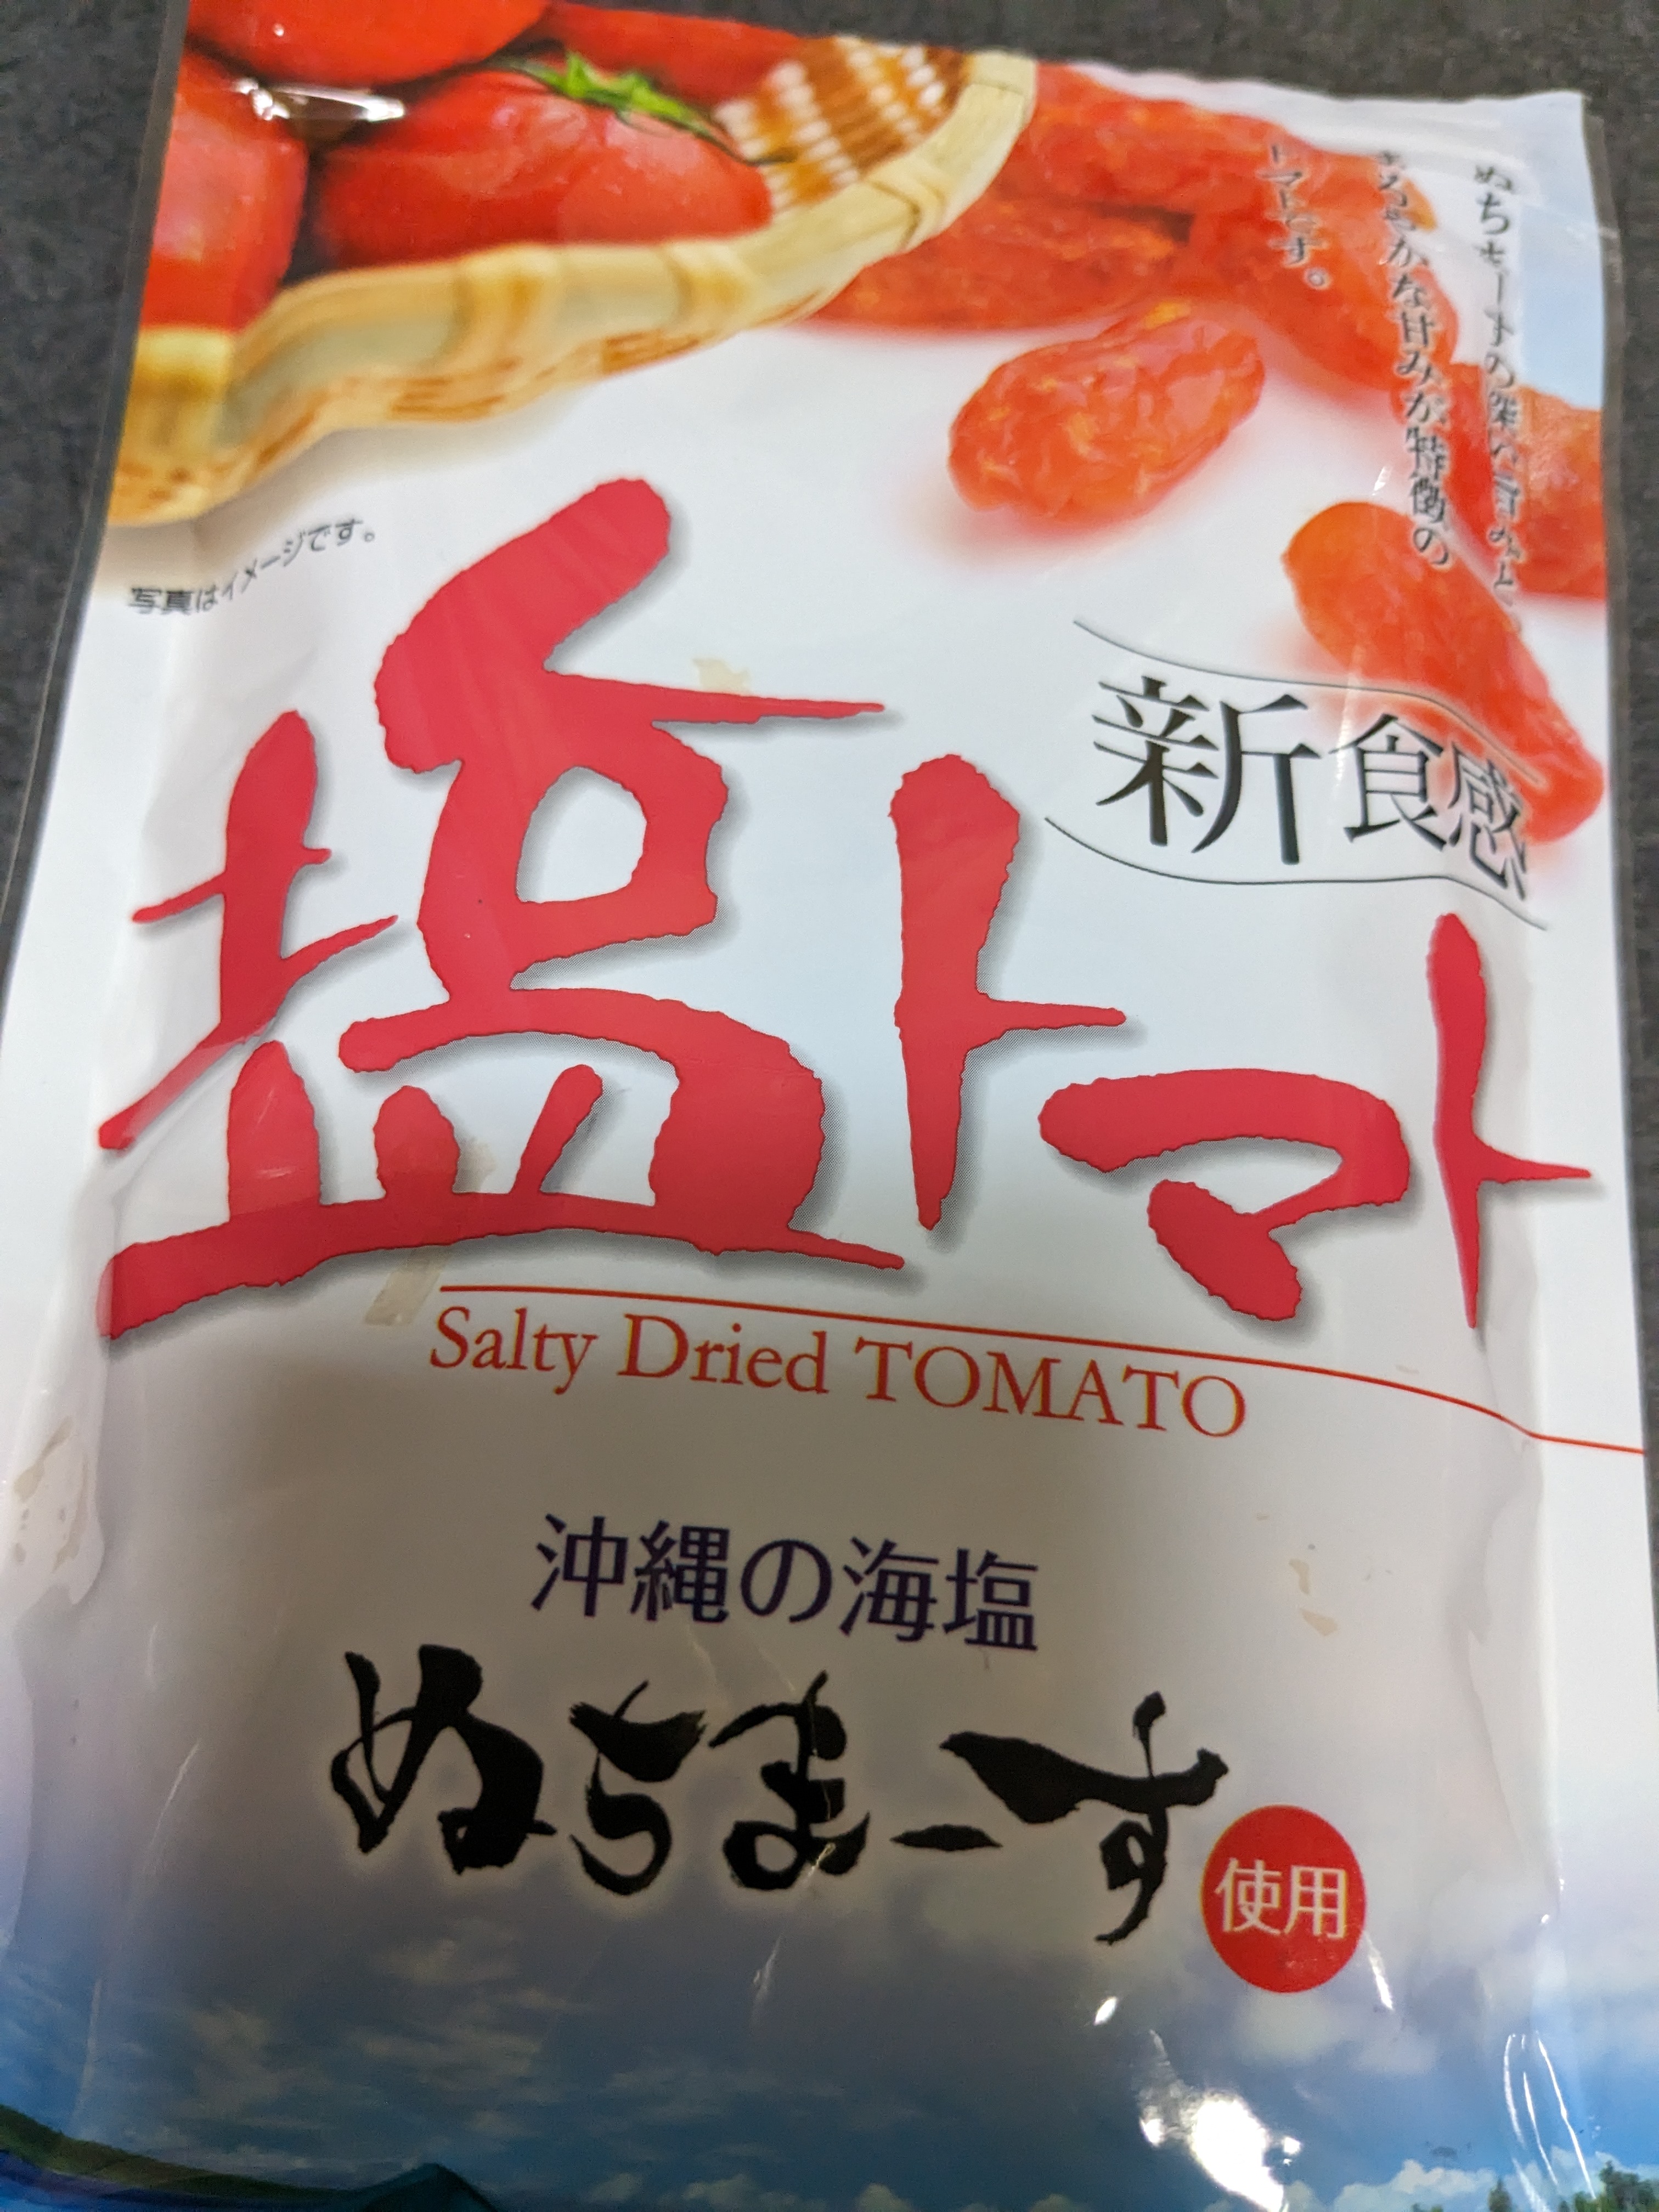 ぬちまーすの深い旨みと、
まろやかな甘みが特徴の
トマトです。
写真はイメージです。
新食感
塩トマト
Salty Dried TOMATO
沖縄の海塩
ぬちまーす
使用